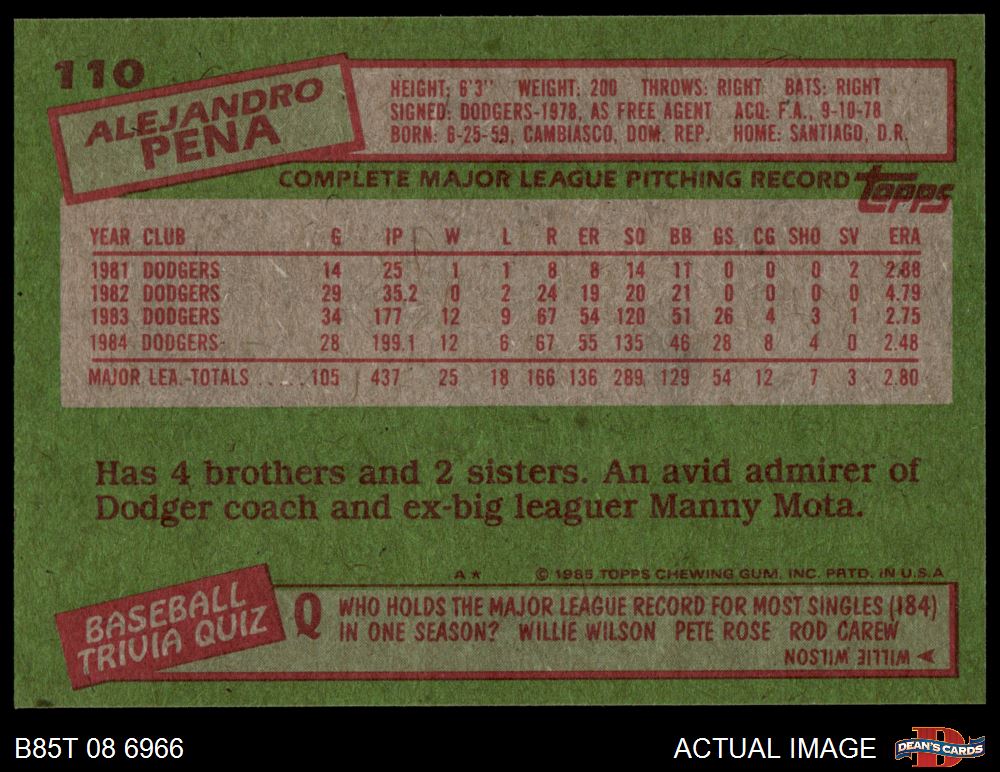 110
ALEJANDRO
PENA
HEIGHT: 6'3" WEIGHT: 200 THROWS: RIGHT BATS: RIGHT
SIGNED: DODGERS-1978, AS FREE AGENT ACQ: F.A., 9-10-78
BORN: 6-25-59, CAMBIASCO, DOM. REP. HOME: SANTIAGO, D.R.
COMPLETE MAJOR LEAGUE PITCHING RECORD topps
YEAR CLUB G IP W L R ER SO BB GS CG SHO SV ERA
1981 DODGERS 14 25 1 1 8 8 14 11 0 0 0 2 2.88
1982 DODGERS 29 35.2 0 2 24 19 20 21 0 0 0 0 4.79
1983 DODGERS 34 177 12 9 67 54 120 51 26 4 3 1 2.75
1984 DODGERS 28 199.1 12 6 67 55 135 46 28 8 4 0 2.48
MAJOR LEA. TOTALS ..... 105 437 25 18 166 136 289 129 54 12 7 3 2.80
Has 4 brothers and 2 sisters. An avid admirer of
Dodger coach and ex-big leaguer Manny Mota.
A* © 1985 TOPPS CHEWING GUM, INC. PRTD. IN U.S.A
BASEBALL
TRIVIA QUIZ
Q WHO HOLDS THE MAJOR LEAGUE RECORD FOR MOST SINGLES (184)
IN ONE SEASON? WILLIE WILSON PETE ROSE ROD CAREW
WILLIE WILSON
B85T 08 6966
ACTUAL IMAGE
DEAN'S CARDS